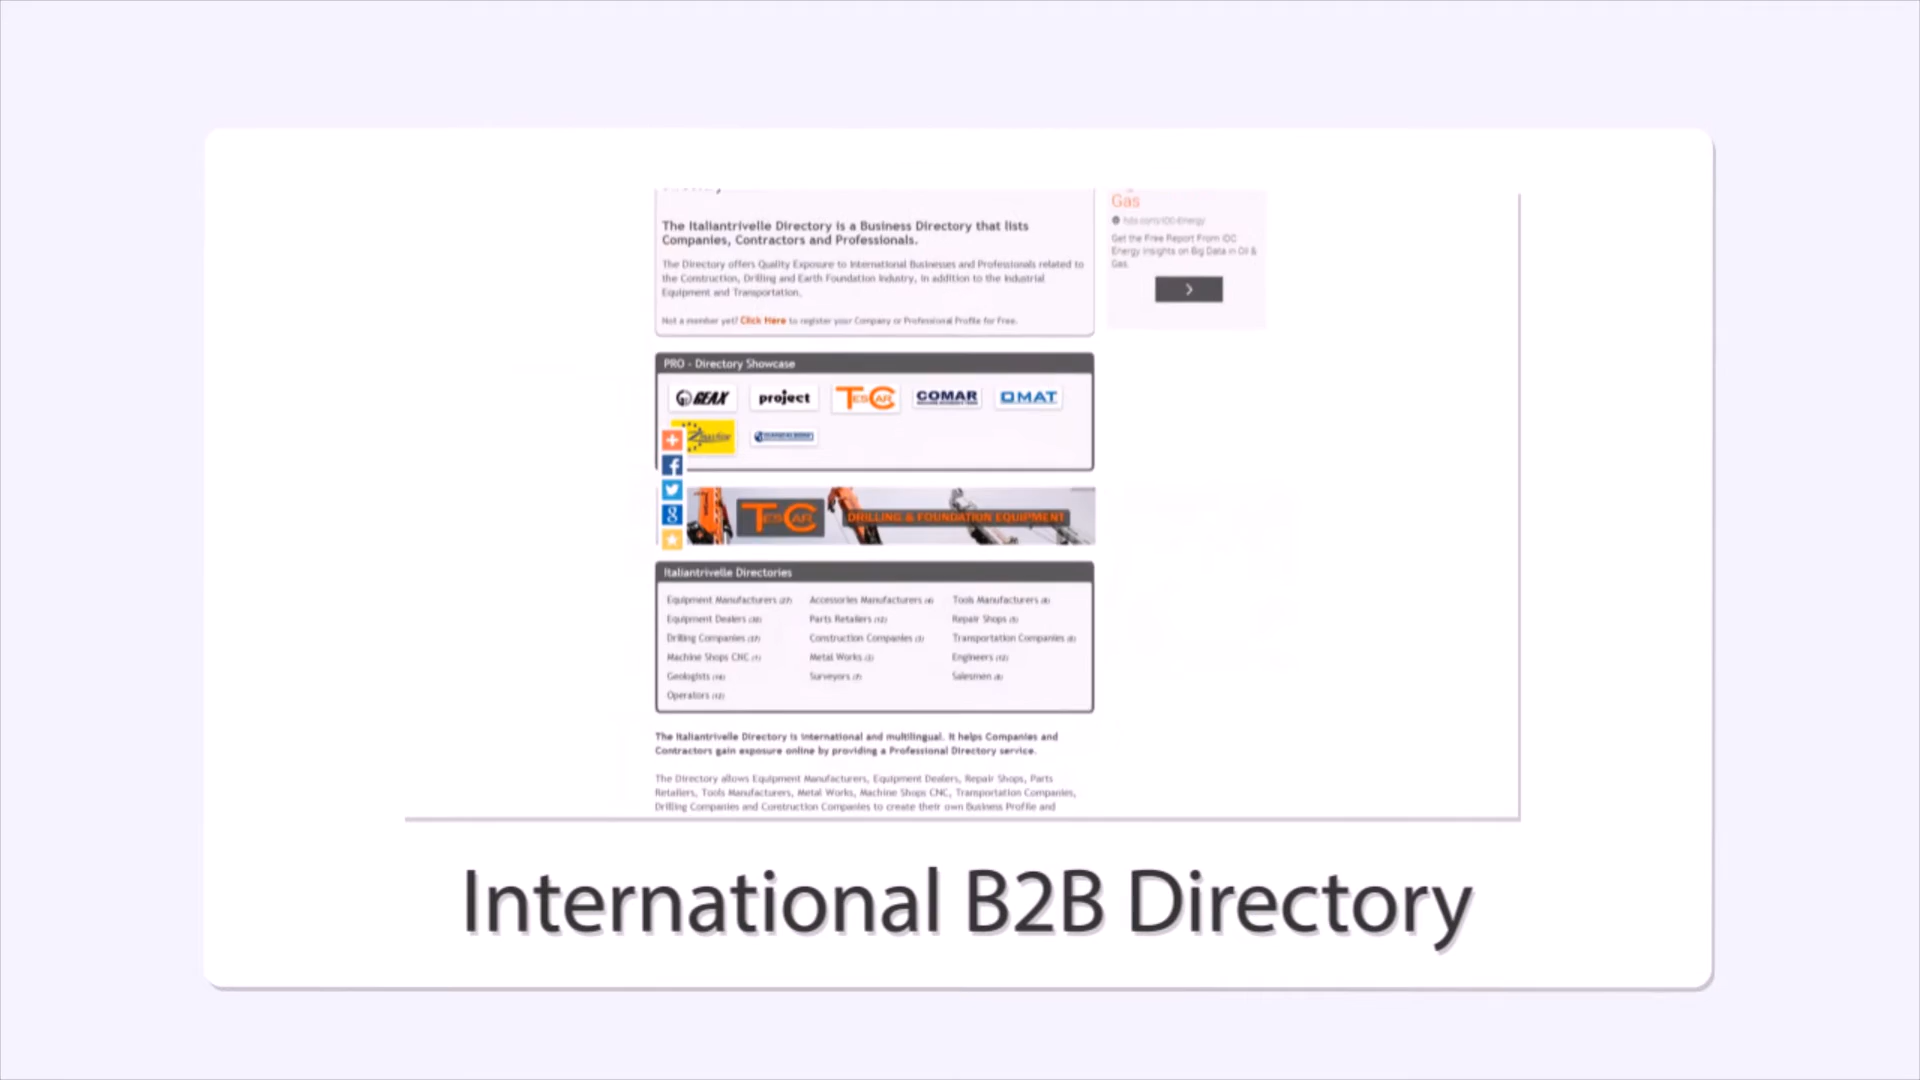 The Italiantrivelle Directory is a Business Directory that lists
Companies, Contractors and Professionals.
The Directory offers Quality Exposure to International Businesses and Professionals related to
the Construction, Drilling and Earth Foundation Industry, in addition to the Industrial
Equipment and Transportation.
Not a member yet? Click Here to register your Company or Professional Profile for Free.
Gas
Get the Free Report From IDC
Energy Insights on Big Data in Oil &
Gas.
PRO - Directory Showcase
GEAX project TESCAR COMAR OMAT
TESCAR DRILLING & FOUNDATION EQUIPMENT
Italiantrivelle Directories
Equipment Manufacturers (27) Accessories Manufacturers Tools Manufacturers
Equipment Dealers Parts Retailers (12) Repair Shops
Drilling Companies Construction Companies Transportation Companies
Machine Shops CNC Metal Works Engineers (12)
Geologists Surveyors Salesmen
Operators (12)
The Italiantrivelle Directory is international and multilingual. It helps Companies and
Contractors gain exposure online by providing a Professional Directory service.
The Directory allows Equipment Manufacturers, Equipment Dealers, Repair Shops, Parts
Retailers, Tools Manufacturers, Metal Works, Machine Shops CNC, Transportation Companies,
Drilling Companies and Construction Companies to create their own Business Profile and
International B2B Directory